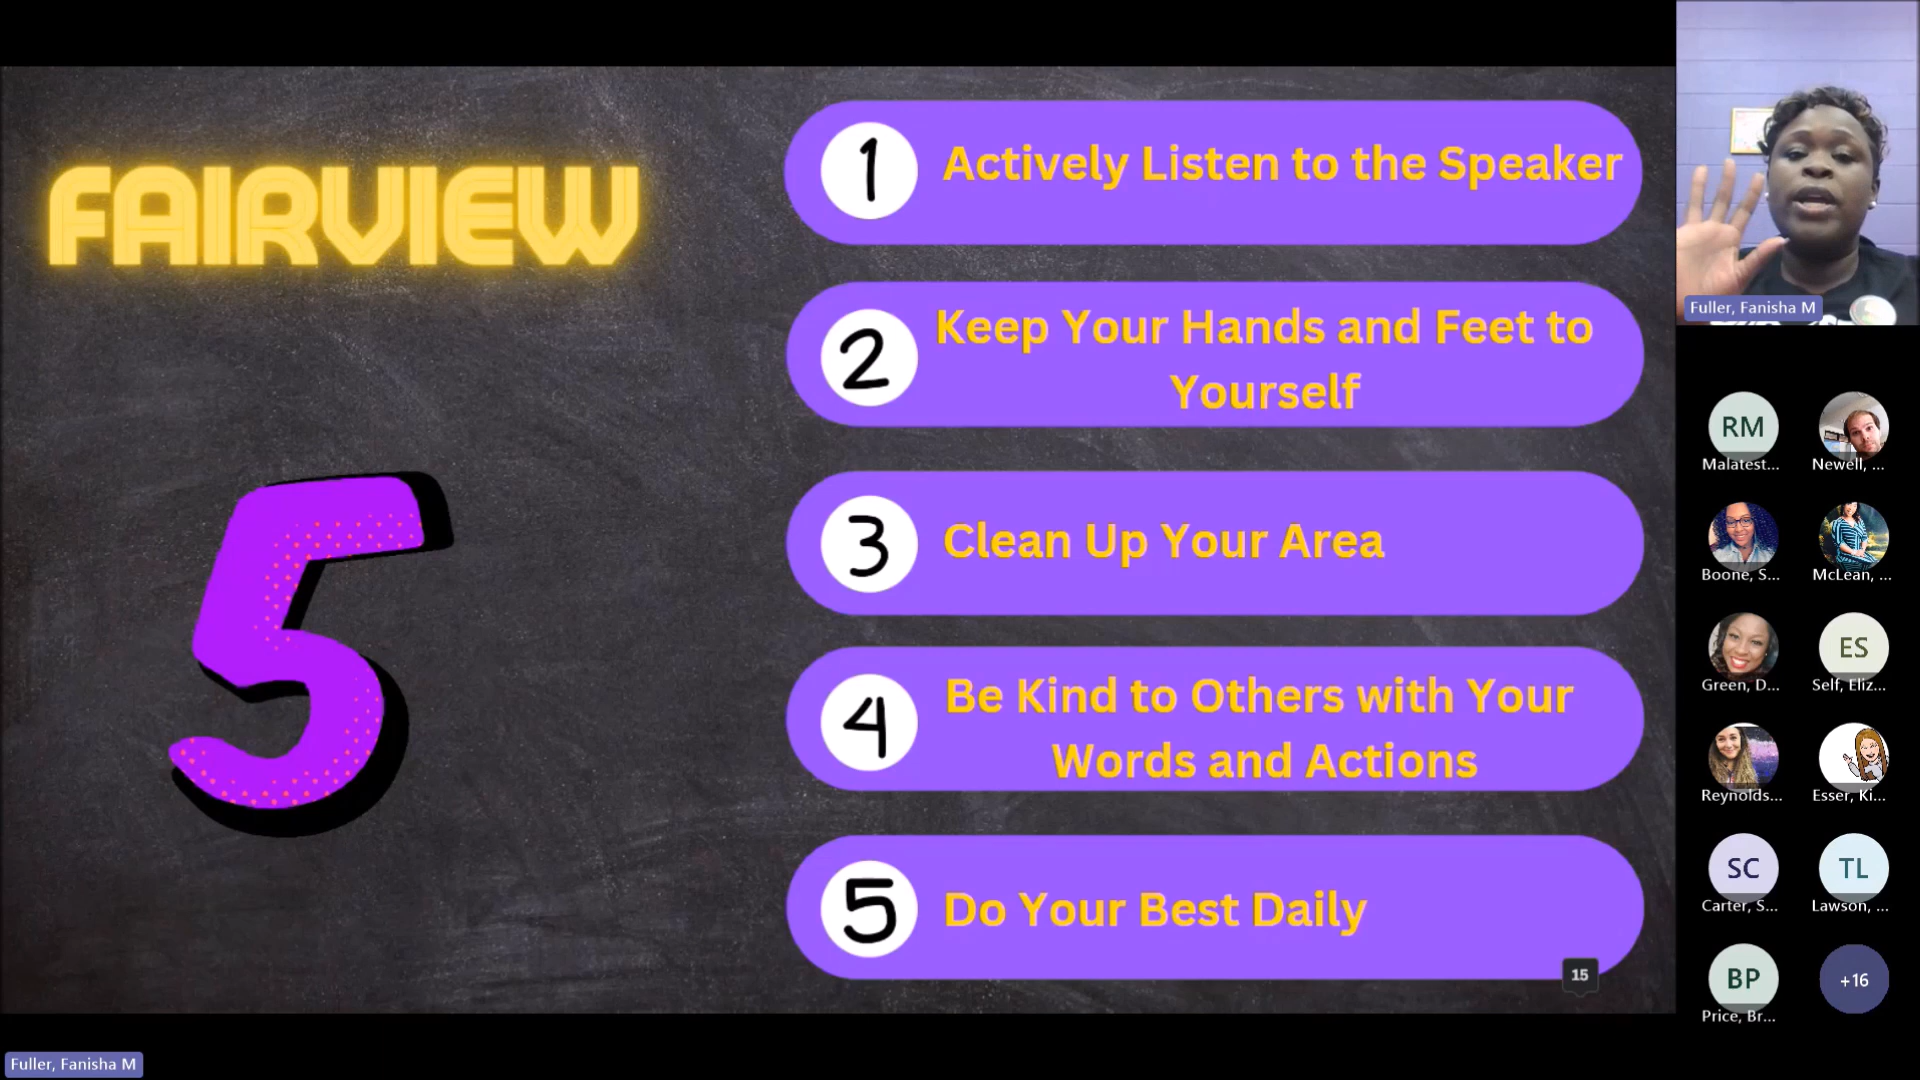 FAIRVIEW
5
1 Actively Listen to the Speaker
2 Keep Your Hands and Feet to
Yourself
3 Clean Up Your Area
4 Be Kind to Others with Your
Words and Actions
5 Do Your Best Daily
15
Fuller, Fanisha M
RM
Malatest...
Newell, ...
Boone, S...
McLean, ...
Green, D...
ES
Self, Eliz...
Reynolds...
Esser, Ki...
SC
Carter, S...
TL
Lawson, ...
BP
Price, Br...
+16
Fuller, Fanisha M